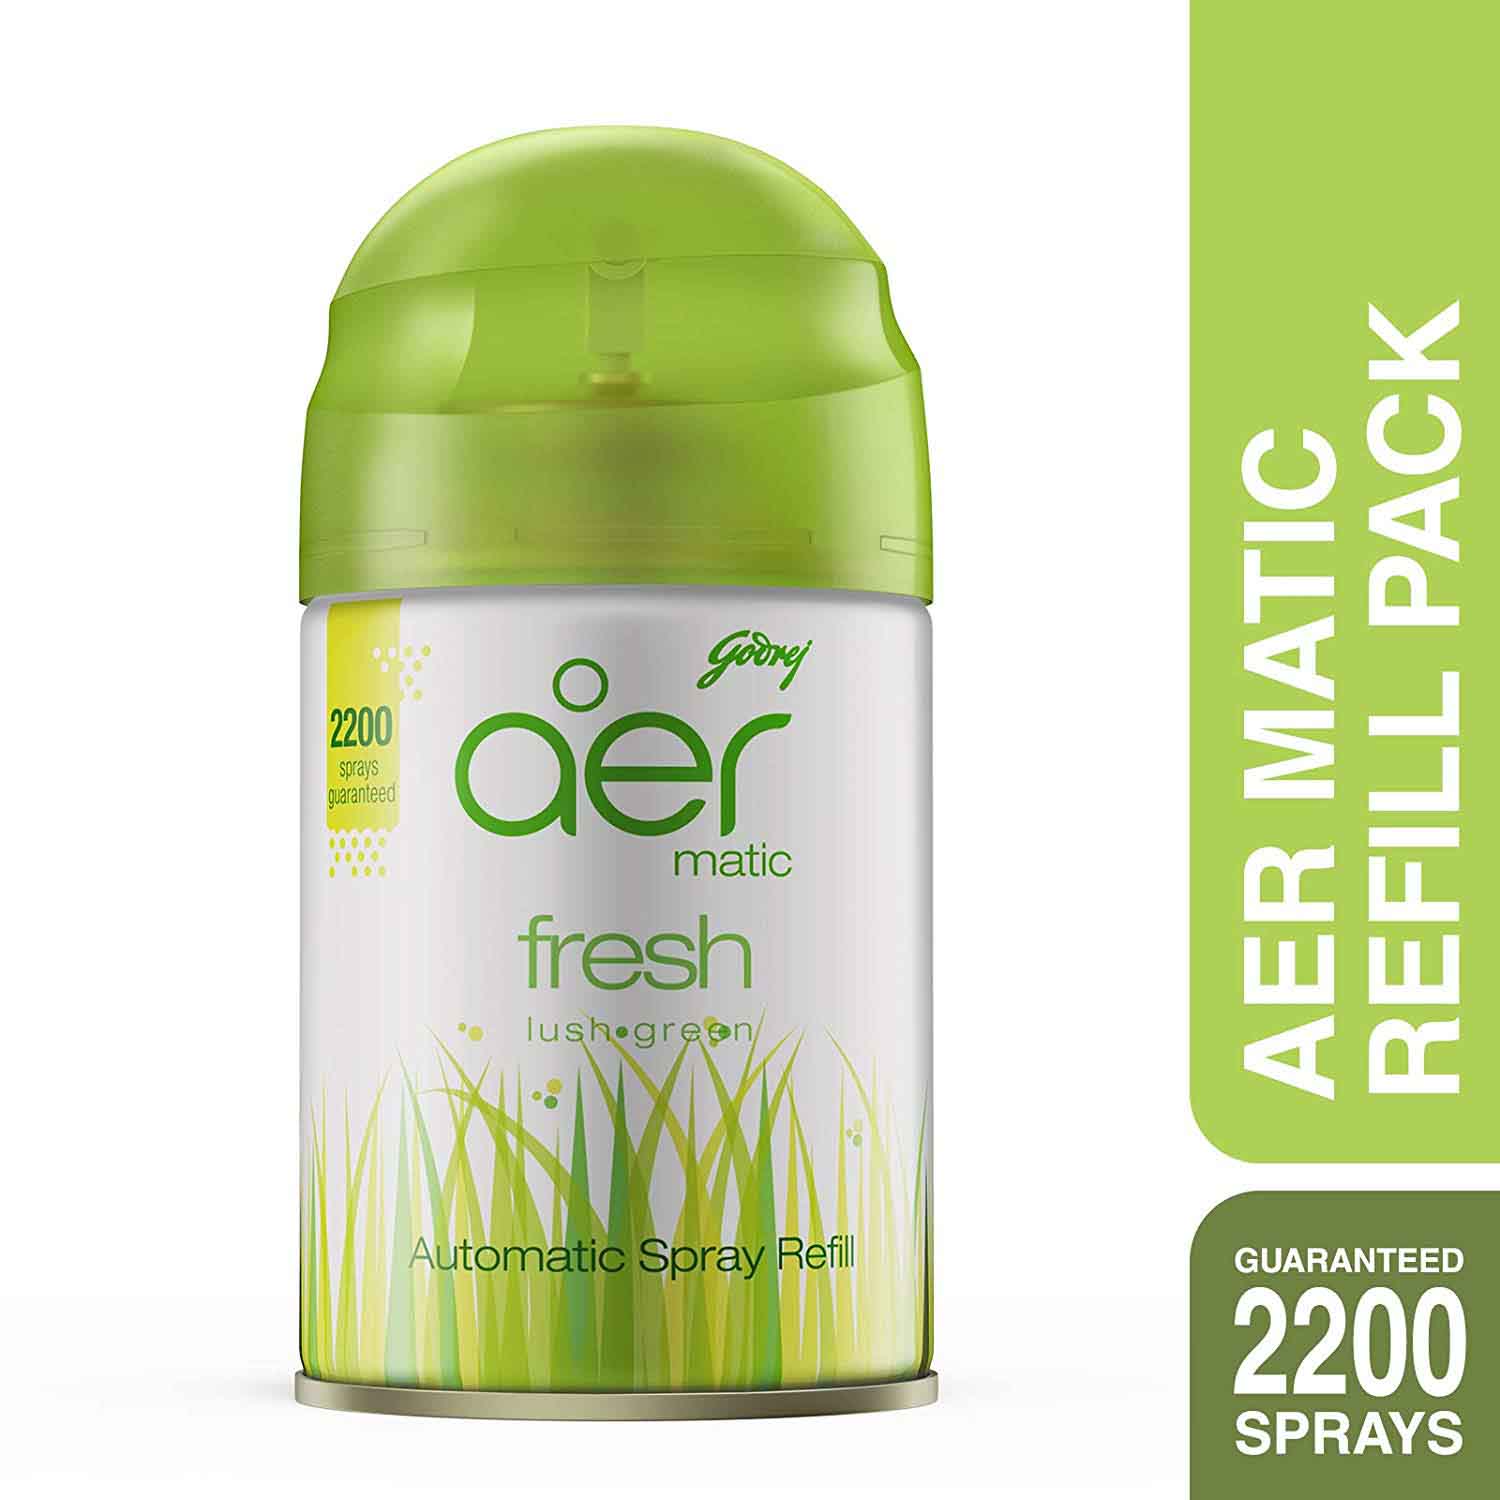 2200
sprays
guaranteed
Godrej
aer
matic
fresh
lush•green
Automatic Spray Refill
AER MATIC
REFILL PACK
GUARANTEED
2200
SPRAYS